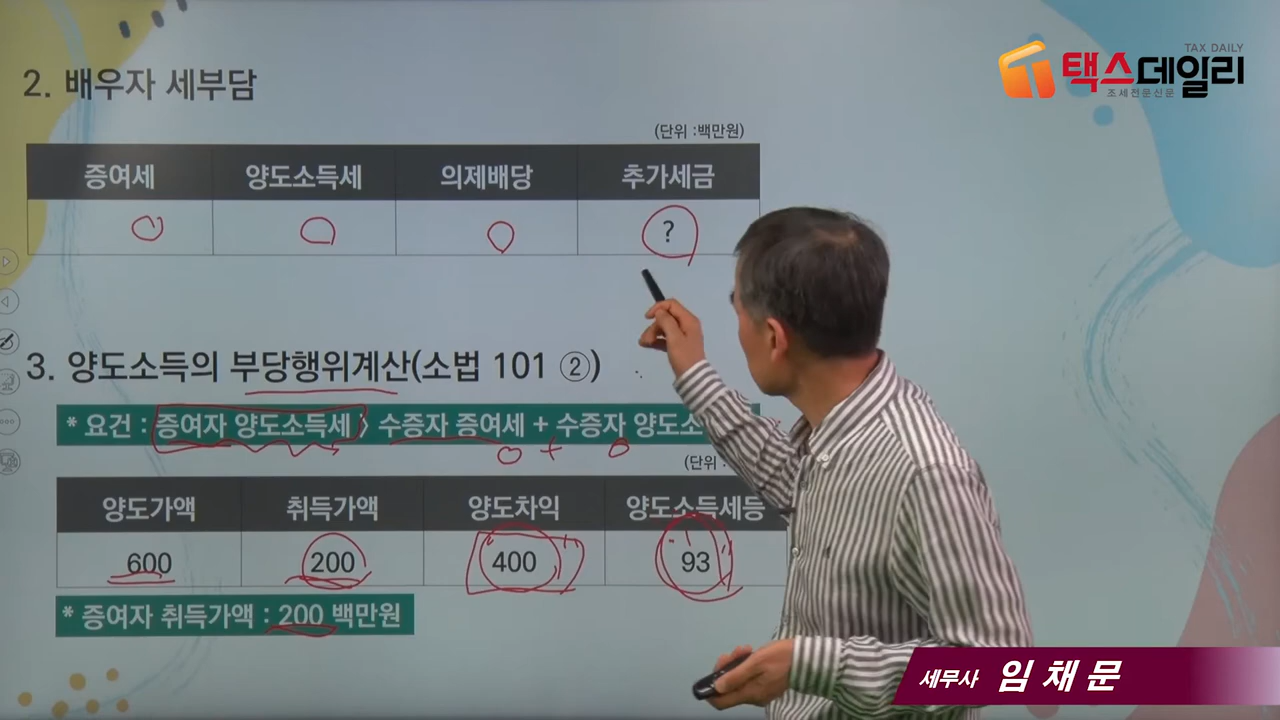 TAX DAILY
택스데일리
조세전문신문
2. 배우자 세부담
(단위 :백만원)
증여세 양도소득세 의제배당 추가세금
0 0 0 ?
3. 양도소득의 부당행위계산(소법 101 ②)
* 요건 : 증여자 양도소득세 > 수증자 증여세 + 수증자 양도소
0 + 0
(단위 :
양도가액 취득가액 양도차익 양도소득세등
600 200 400 93
* 증여자 취득가액 : 200 백만원
세무사 임채문